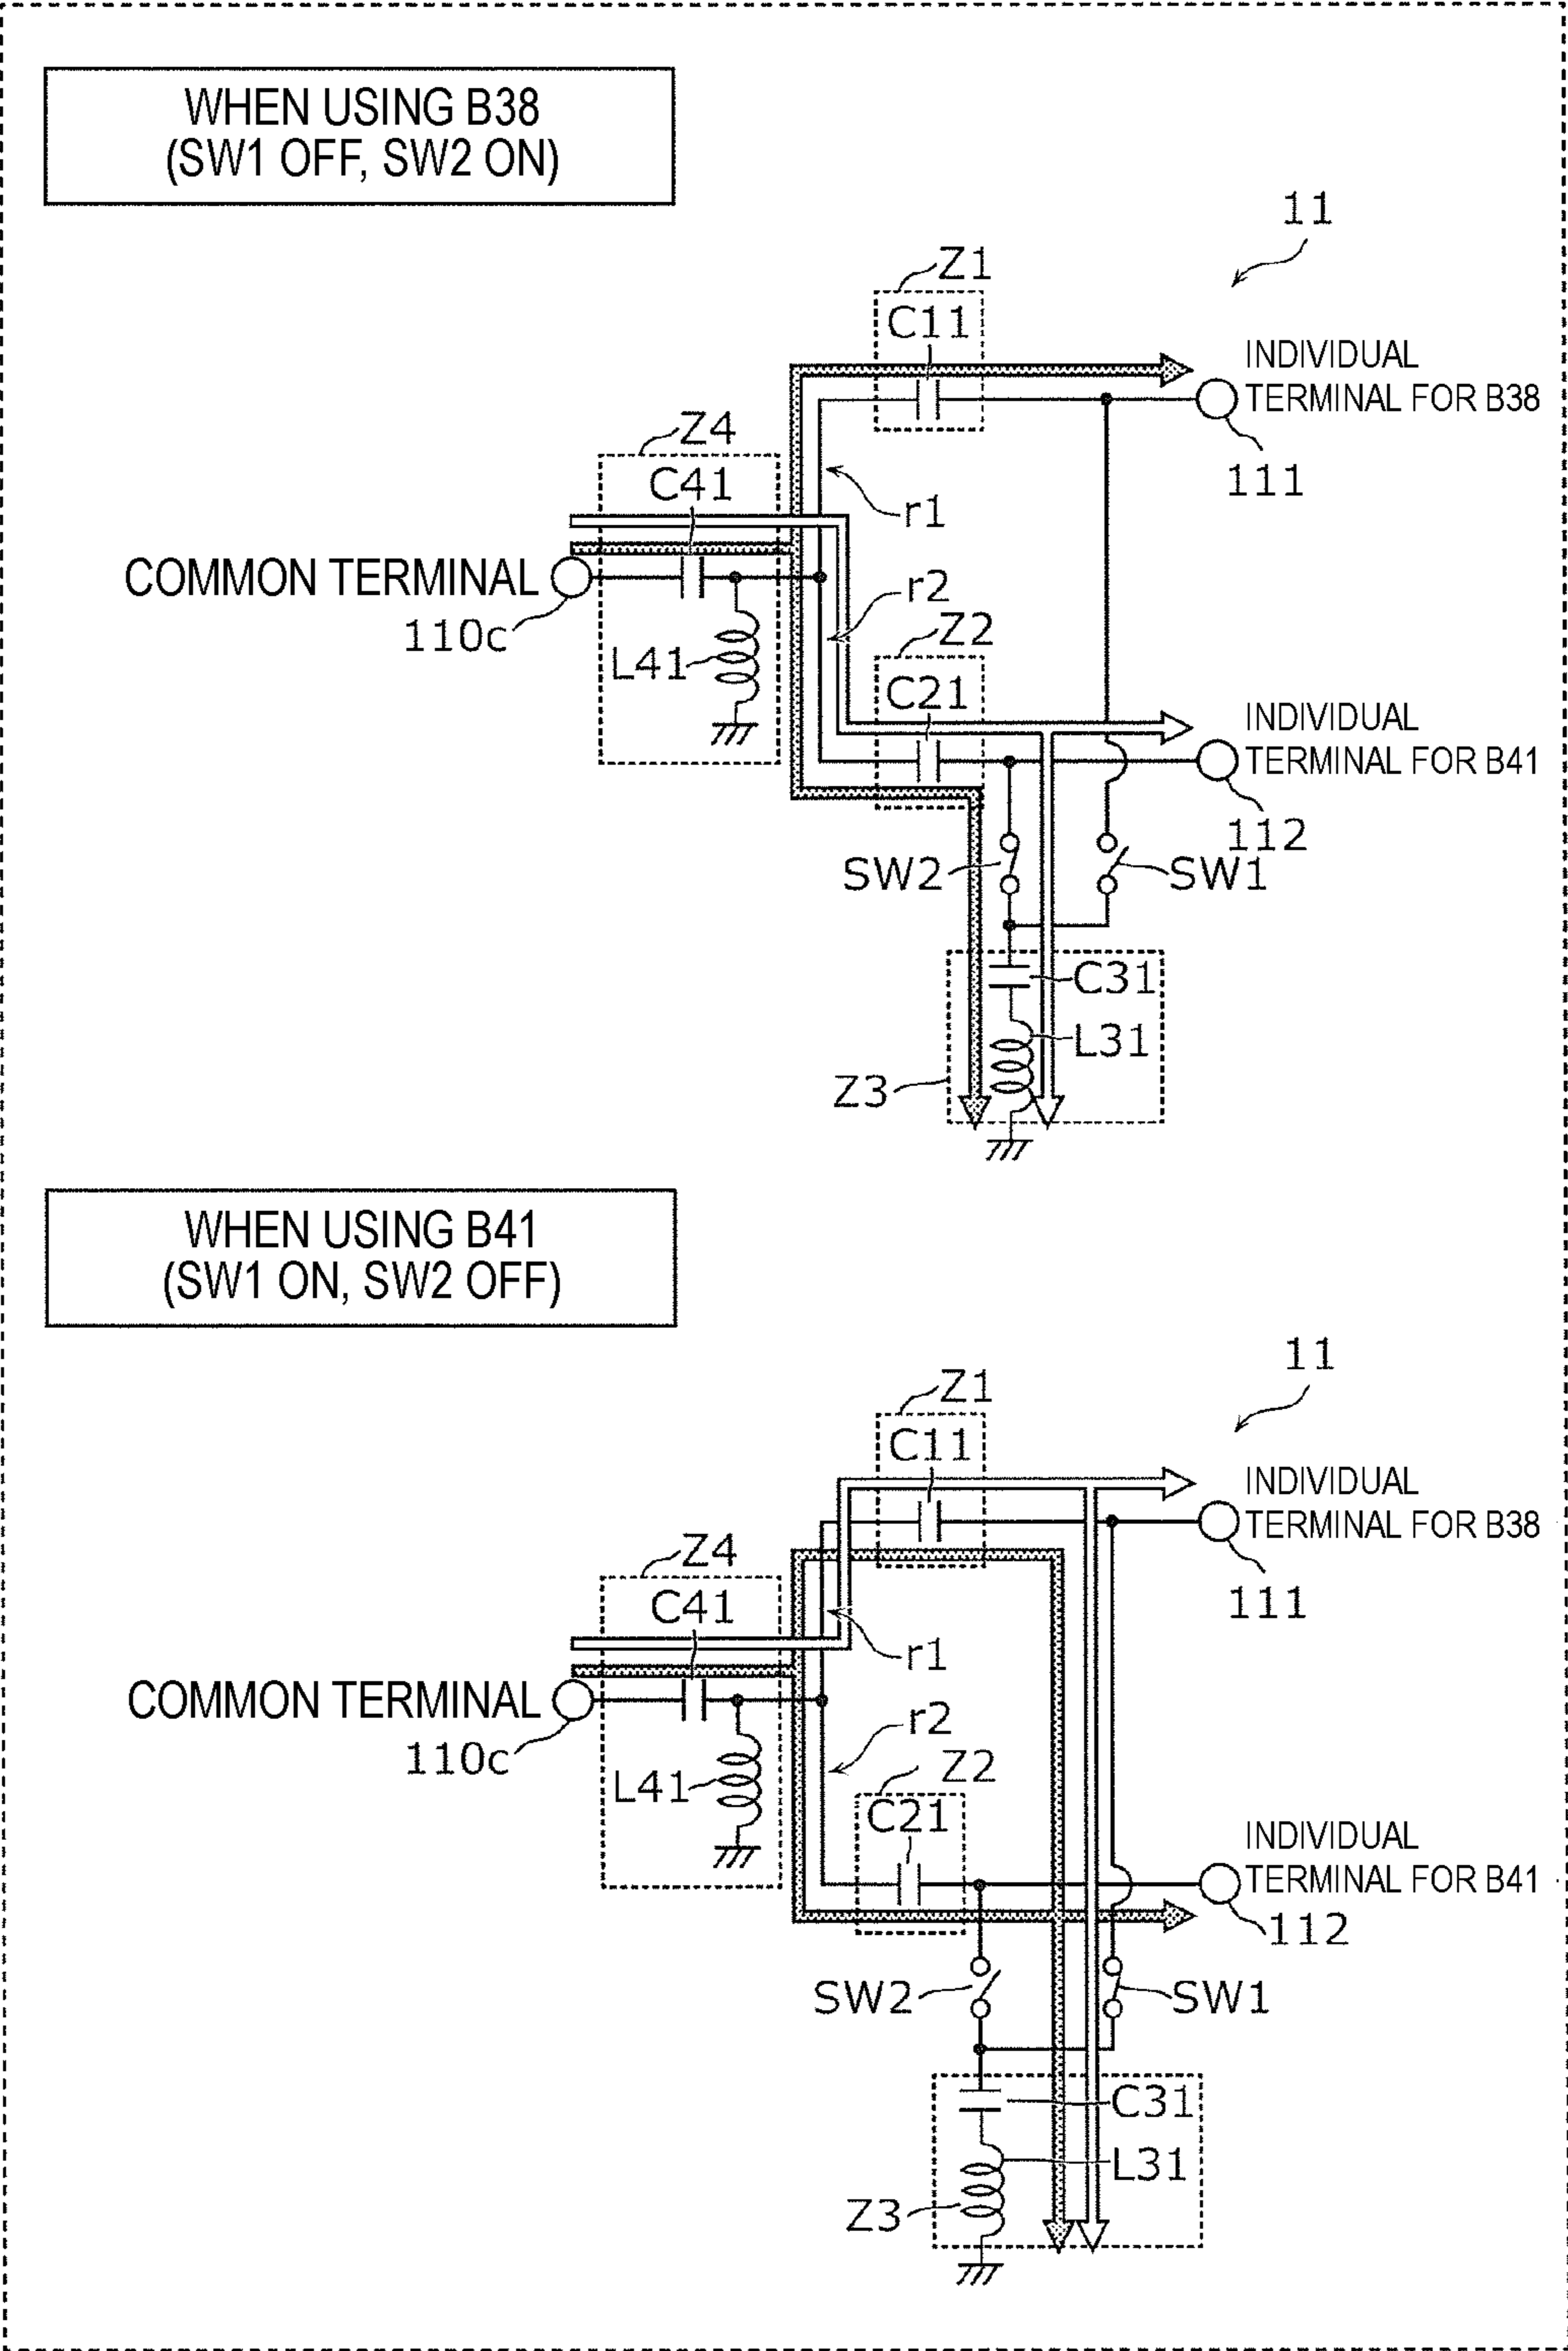 WHEN USING B38
(SW1 OFF, SW2 ON)
11
Z1
C11
INDIVIDUAL
TERMINAL FOR B38
111
Z4
C41
r1
COMMON TERMINAL
110c
r2
L41
Z2
C21
INDIVIDUAL
TERMINAL FOR B41
112
SW2
SW1
C31
L31
Z3
WHEN USING B41
(SW1 ON, SW2 OFF)
11
Z1
C11
INDIVIDUAL
TERMINAL FOR B38
111
Z4
C41
r1
COMMON TERMINAL
110c
r2
L41
Z2
C21
INDIVIDUAL
TERMINAL FOR B41
112
SW2
SW1
C31
L31
Z3